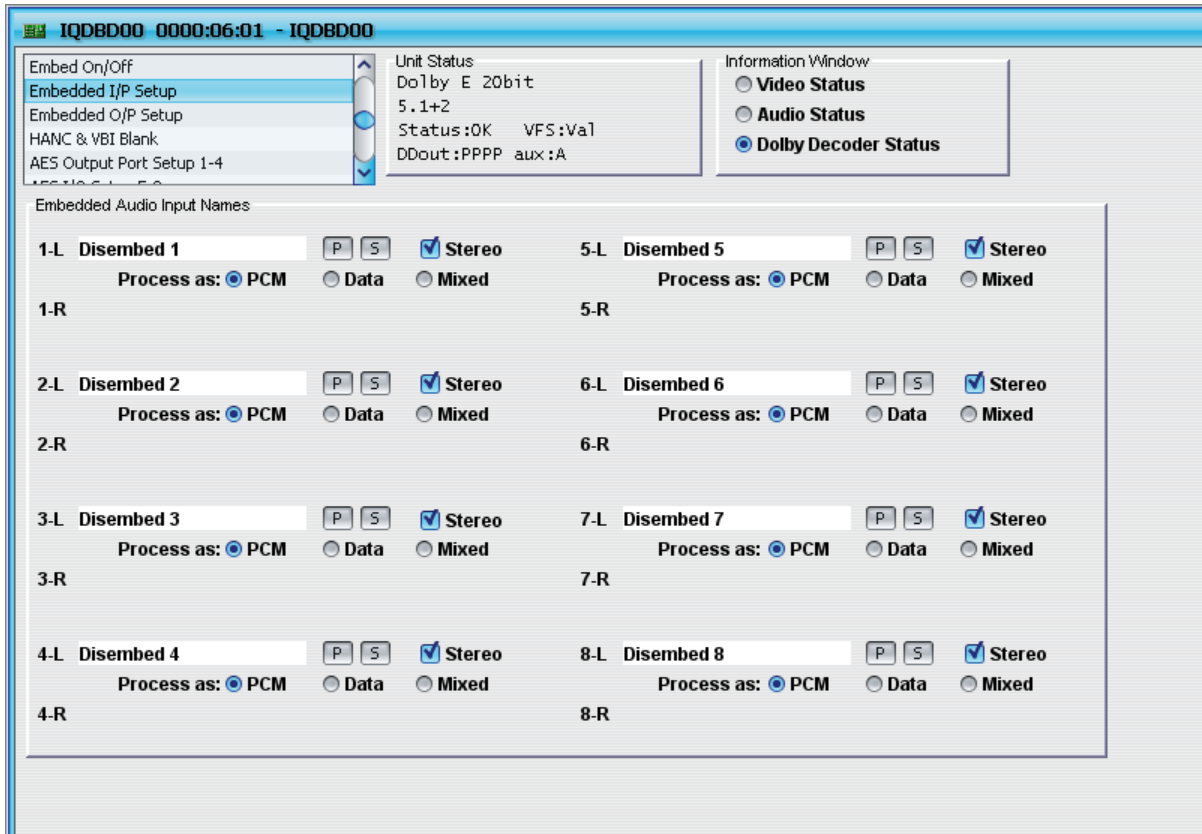 IQDBD00 0000:06:01 - IQDBD00
Embed On/Off
Embedded I/P Setup
Embedded O/P Setup
HANC & VBI Blank
AES Output Port Setup 1-4
Unit Status
Dolby E 20bit
5.1+2
Status:OK VFS:Val
DDout:PPPP aux:A
Information Window
Video Status
Audio Status
Dolby Decoder Status
Embedded Audio Input Names
1-L Disembed 1 P S Stereo
Process as: PCM Data Mixed
1-R
2-L Disembed 2 P S Stereo
Process as: PCM Data Mixed
2-R
3-L Disembed 3 P S Stereo
Process as: PCM Data Mixed
3-R
4-L Disembed 4 P S Stereo
Process as: PCM Data Mixed
4-R
5-L Disembed 5 P S Stereo
Process as: PCM Data Mixed
5-R
6-L Disembed 6 P S Stereo
Process as: PCM Data Mixed
6-R
7-L Disembed 7 P S Stereo
Process as: PCM Data Mixed
7-R
8-L Disembed 8 P S Stereo
Process as: PCM Data Mixed
8-R